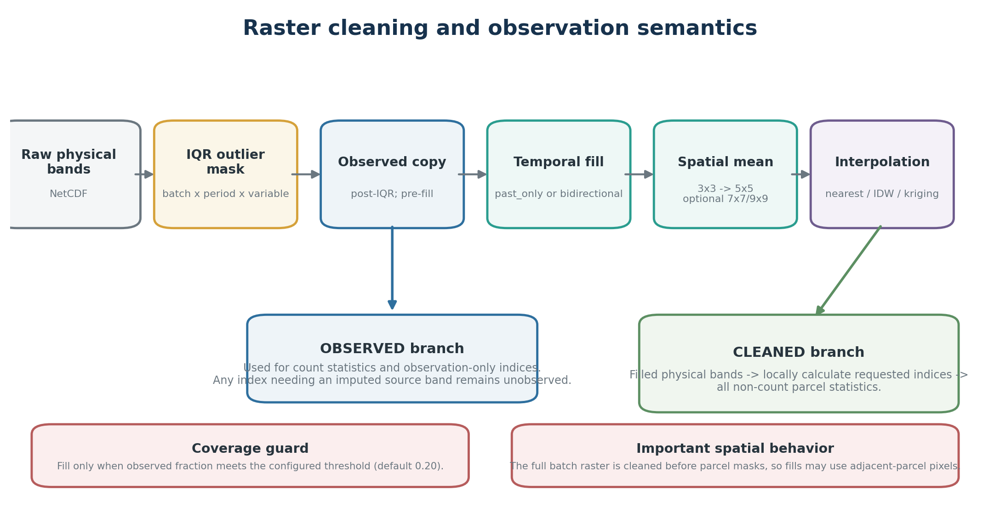 Raster cleaning and observation semantics
Raw physical
bands
NetCDF
IQR outlier
mask
batch x period x variable
Observed copy
post-IQR; pre-fill
Temporal fill
past_only or bidirectional
Spatial mean
3x3 -> 5x5
optional 7x7/9x9
Interpolation
nearest / IDW / kriging
OBSERVED branch
Used for count statistics and observation-only indices.
Any index needing an imputed source band remains unobserved.
CLEANED branch
Filled physical bands -> locally calculate requested indices ->
all non-count parcel statistics.
Coverage guard
Fill only when observed fraction meets the configured threshold (default 0.20).
Important spatial behavior
The full batch raster is cleaned before parcel masks, so fills may use adjacent-parcel pixels.